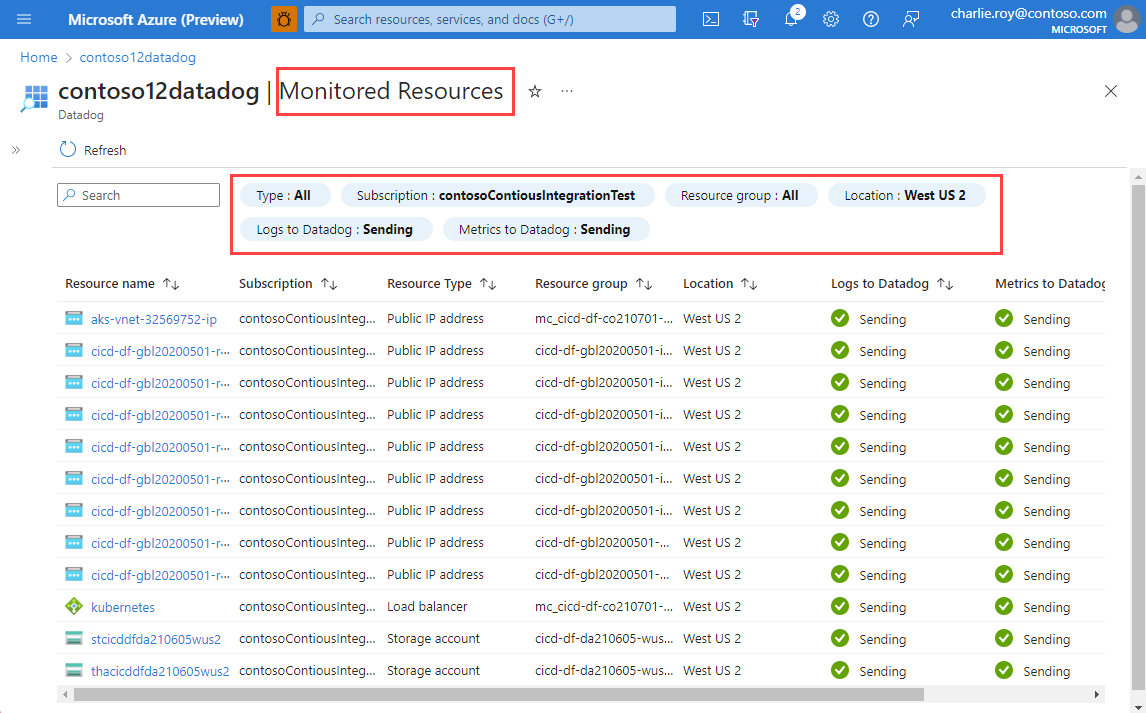 Microsoft Azure (Preview) Search resources, services, and docs (G+/) 2 charlie.roy@contoso.com
MICROSOFT
Home > contoso12datadog
contoso12datadog | Monitored Resources ...
Datadog
» Refresh
Search Type : All Subscription : contosoContiousIntegrationTest Resource group : All Location : West US 2
Logs to Datadog : Sending Metrics to Datadog : Sending
Resource name ↑↓ Subscription ↑↓ Resource Type ↑↓ Resource group ↑↓ Location ↑↓ Logs to Datadog ↑↓ Metrics to Datadog
aks-vnet-32569752-ip contosoContiousInteg... Public IP address mc_cicd-df-co210701-... West US 2 Sending Sending
cicd-df-gbl20200501-r... contosoContiousInteg... Public IP address cicd-df-gbl20200501-i... West US 2 Sending Sending
cicd-df-gbl20200501-r... contosoContiousInteg... Public IP address cicd-df-gbl20200501-i... West US 2 Sending Sending
cicd-df-gbl20200501-r... contosoContiousInteg... Public IP address cicd-df-gbl20200501-i... West US 2 Sending Sending
cicd-df-gbl20200501-r... contosoContiousInteg... Public IP address cicd-df-gbl20200501-i... West US 2 Sending Sending
cicd-df-gbl20200501-r... contosoContiousInteg... Public IP address cicd-df-gbl20200501-i... West US 2 Sending Sending
cicd-df-gbl20200501-r... contosoContiousInteg... Public IP address cicd-df-gbl20200501-i... West US 2 Sending Sending
cicd-df-gbl20200501-r... contosoContiousInteg... Public IP address cicd-df-gbl20200501-... West US 2 Sending Sending
cicd-df-gbl20200501-r... contosoContiousInteg... Public IP address cicd-df-gbl20200501-... West US 2 Sending Sending
kubernetes contosoContiousInteg... Load balancer mc_cicd-df-co210701-... West US 2 Sending Sending
stcicddfda210605wus2 contosoContiousInteg... Storage account cicd-df-da210605-wus... West US 2 Sending Sending
thacicddfda210605wus2 contosoContiousInteg... Storage account cicd-df-da210605-wus... West US 2 Sending Sending